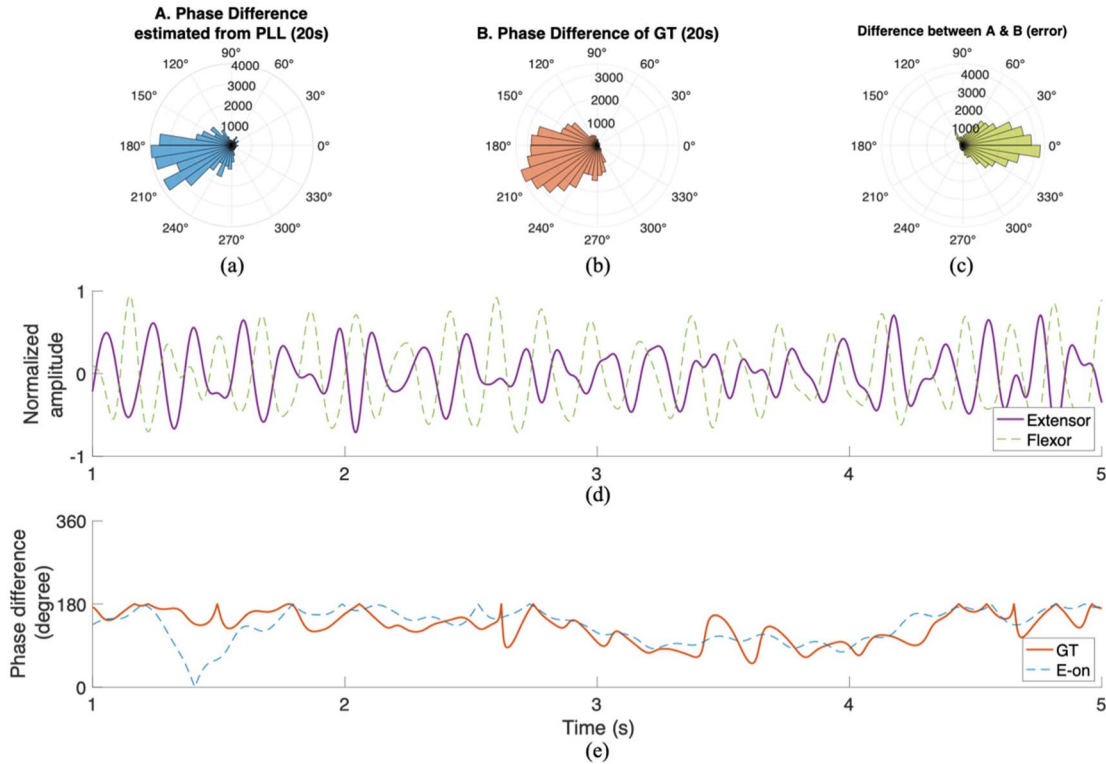 A. Phase Difference
estimated from PLL (20s)
B. Phase Difference of GT (20s)
Difference between A & B (error)
90°
120° 60°
4000
3000
150° 30°
2000
1000
180° 0°
210° 330°
240° 300°
270°
(a)
90°
120° 60°
3000
150° 30°
2000
1000
180° 0°
210° 330°
240° 300°
270°
(b)
90°
120° 60°
4000
3000
150° 30°
2000
1000
180° 0°
210° 330°
240° 300°
270°
(c)
Normalized
amplitude
1
0
-1
1 2 3 4 5
Extensor
Flexor
(d)
Phase difference
(degree)
360
180
0
1 2 3 4 5
GT
E-on
Time (s)
(e)